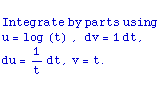 Integrate by parts using
u = log (t) , dv = 1 dt,
du = 1/t dt, v = t.